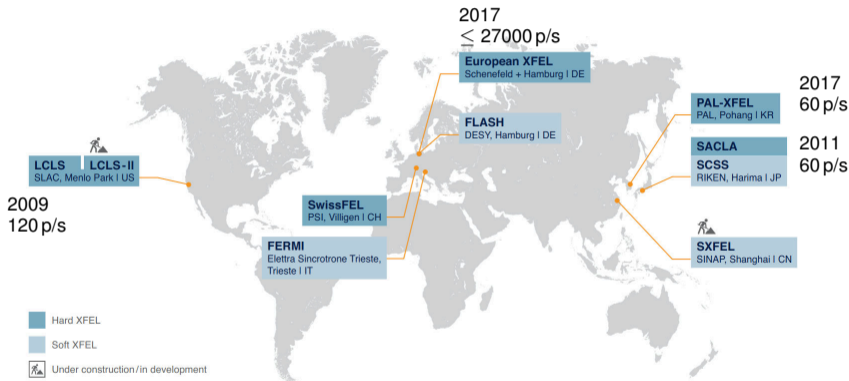 2017
≤ 27000 p/s
European XFEL
Schenefeld + Hamburg | DE
FLASH
DESY, Hamburg | DE
2017
60 p/s
PAL-XFEL
PAL, Pohang | KR
SACLA
SCSS
RIKEN, Harima | JP
2011
60 p/s
LCLS
LCLS-II
SLAC, Menlo Park | US
2009
120 p/s
SwissFEL
PSI, Villigen | CH
FERMI
Elettra Sincrotrone Trieste,
Trieste | IT
SXFEL
SINAP, Shanghai | CN
Hard XFEL
Soft XFEL
Under construction/in development